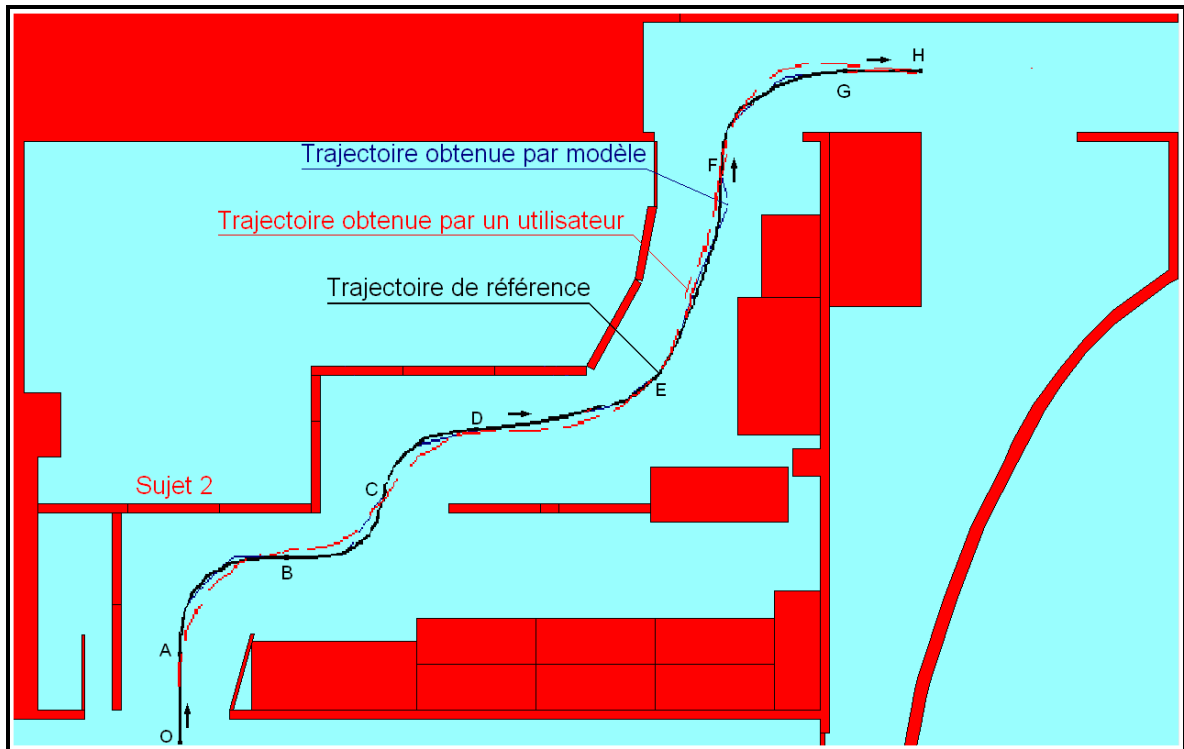 H
G
Trajectoire obtenue par modèle
F
Trajectoire obtenue par un utilisateur
Trajectoire de référence
E
D
Sujet 2
C
B
A
O